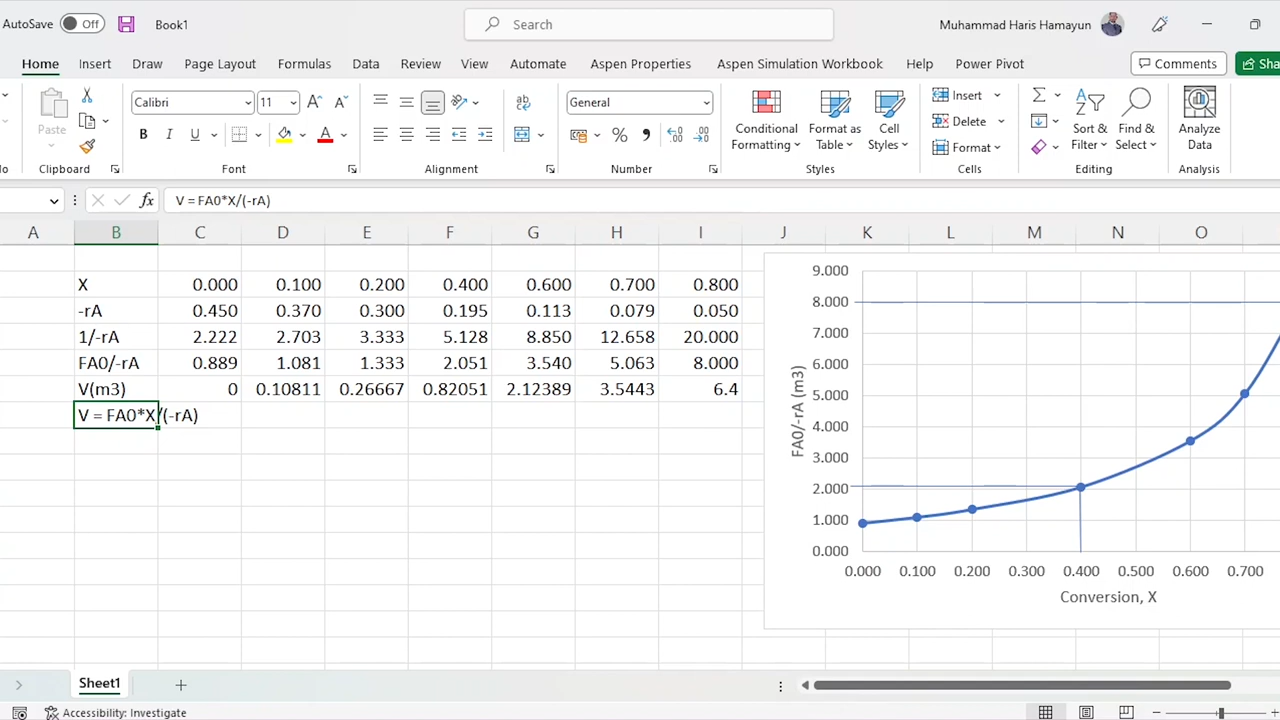 AutoSave Off Book1 Search Muhammad Haris Hamayun
Home Insert Draw Page Layout Formulas Data Review View Automate Aspen Properties Aspen Simulation Workbook Help Power Pivot Comments Sha
Paste
Calibri 11
General
Conditional
Formatting
Format as
Table
Cell
Styles
Insert
Delete
Format
Sort &
Filter
Find &
Select
Analyze
Data
Clipboard Font Alignment Number Styles Cells Editing Analysis
fx V = FA0*X/(-rA)
A B C D E F G H I J K L M N O
X 0.000 0.100 0.200 0.400 0.600 0.700 0.800
-rA 0.450 0.370 0.300 0.195 0.113 0.079 0.050
1/-rA 2.222 2.703 3.333 5.128 8.850 12.658 20.000
FA0/-rA 0.889 1.081 1.333 2.051 3.540 5.063 8.000
V(m3) 0 0.10811 0.26667 0.82051 2.12389 3.5443 6.4
V = FA0*X/(-rA)
FA0/-rA (m3)
9.000
8.000
7.000
6.000
5.000
4.000
3.000
2.000
1.000
0.000
0.000 0.100 0.200 0.300 0.400 0.500 0.600 0.700
Conversion, X
Sheet1
Accessibility: Investigate